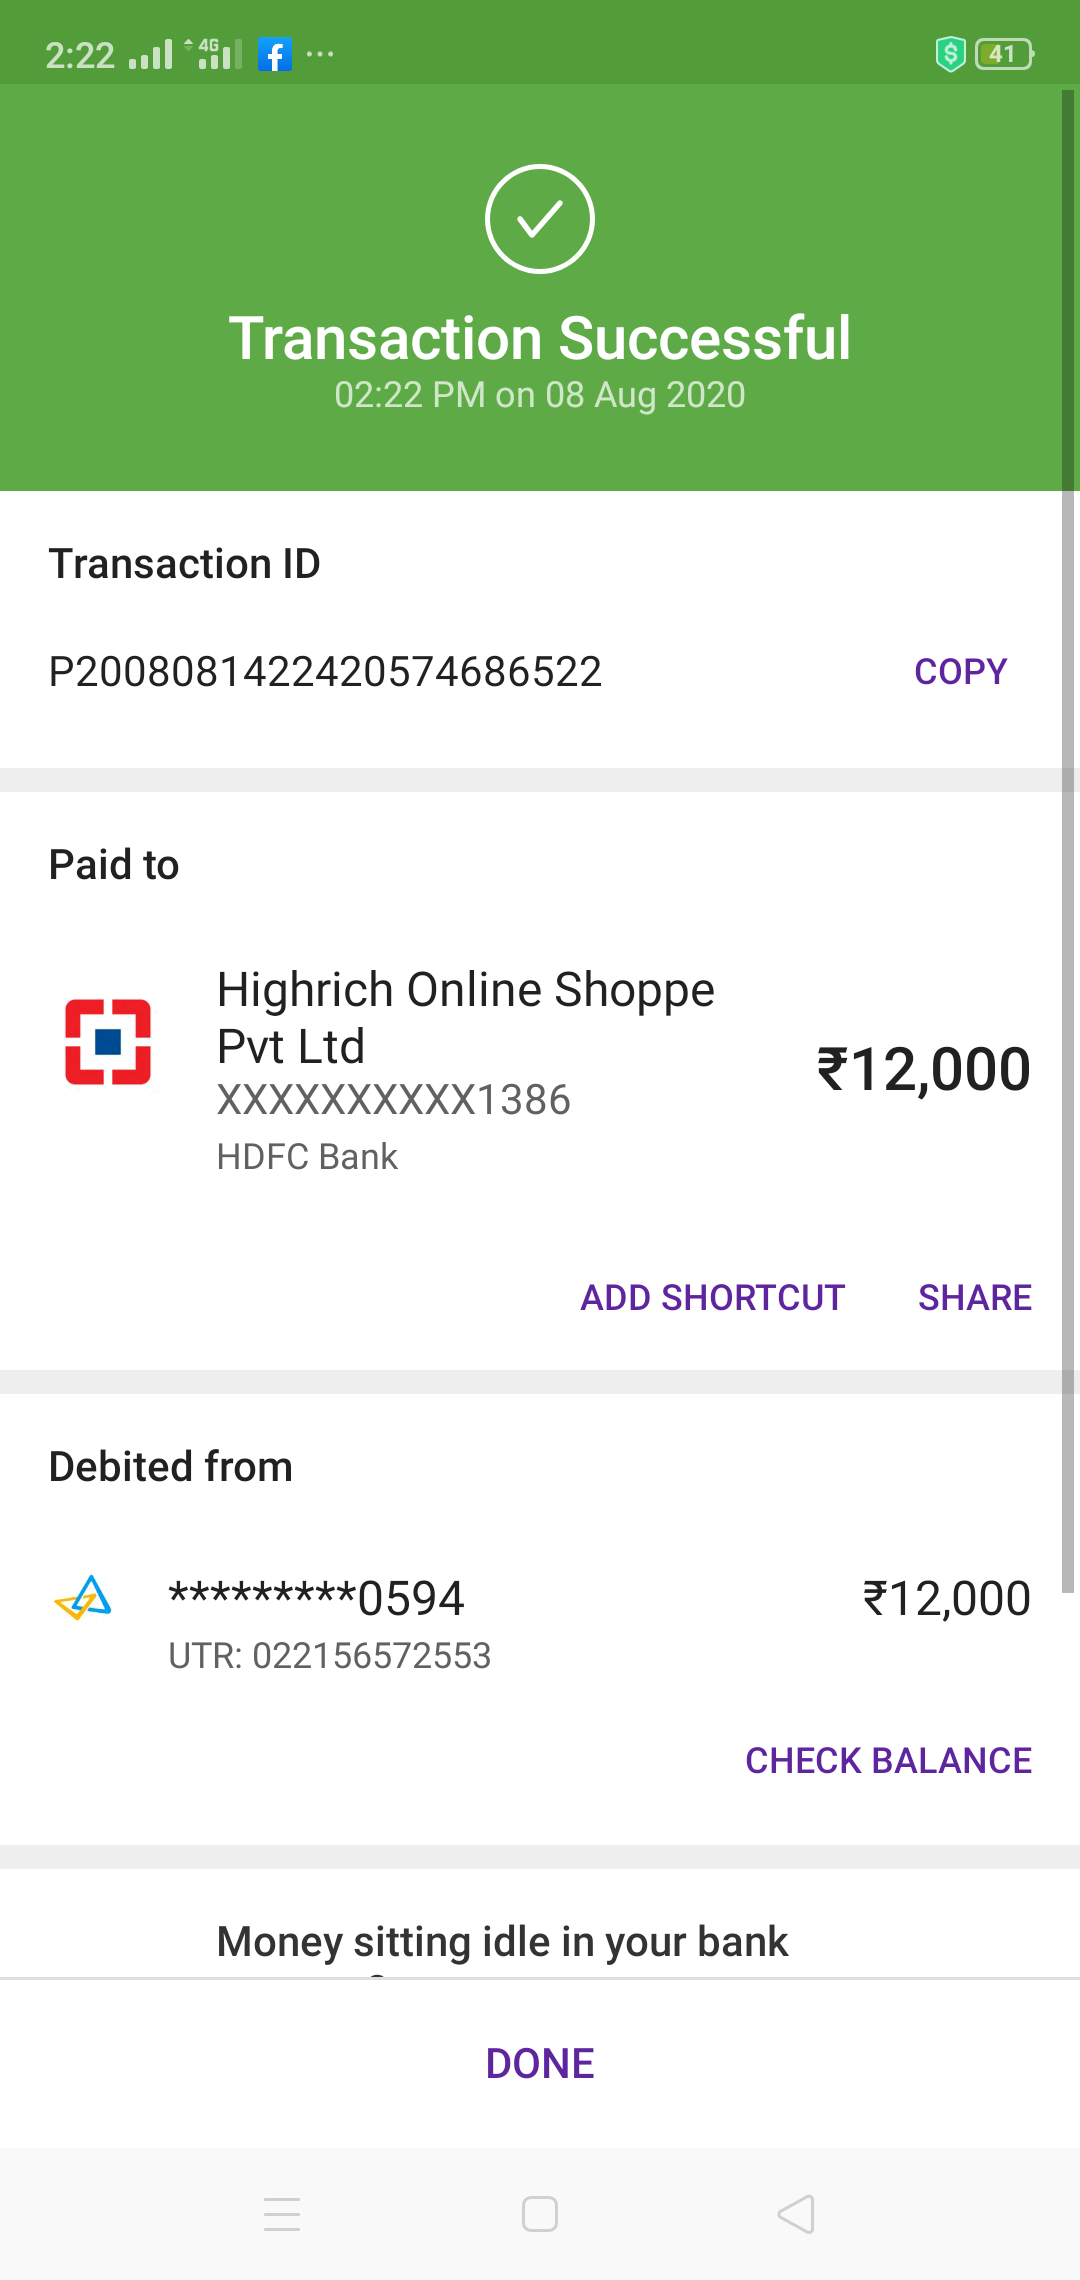 2:22 4G 41
Transaction Successful
02:22 PM on 08 Aug 2020
Transaction ID
P2008081422420574686522 COPY
Paid to
Highrich Online Shoppe
Pvt Ltd
₹12,000
XXXXXXXXXX1386
HDFC Bank
ADD SHORTCUT SHARE
Debited from
*********0594 ₹12,000
UTR: 022156572553
CHECK BALANCE
Money sitting idle in your bank
DONE